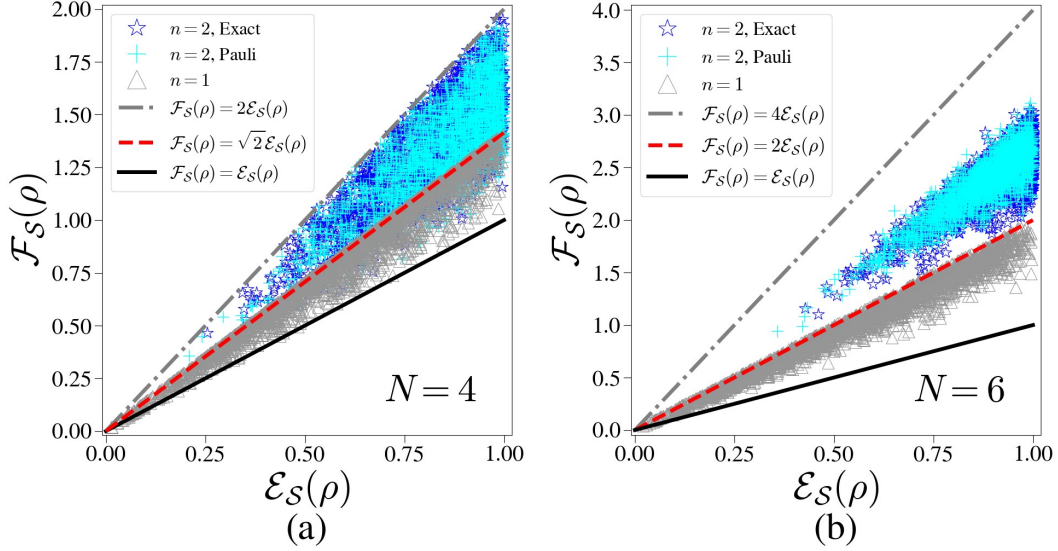 2.00
1.75
1.50
1.25
1.00
0.75
0.50
0.25
0.00
n = 2, Exact
n = 2, Pauli
n = 1
ℱ_𝒮(ρ) = 2ℰ_𝒮(ρ)
ℱ_𝒮(ρ) = √2 ℰ_𝒮(ρ)
ℱ_𝒮(ρ) = ℰ_𝒮(ρ)
ℱ_𝒮(ρ)
N = 4
0.00 0.25 0.50 0.75 1.00
ℰ_𝒮(ρ)
(a)
4.0
3.5
3.0
2.5
2.0
1.5
1.0
0.5
0.0
n = 2, Exact
n = 2, Pauli
n = 1
ℱ_𝒮(ρ) = 4ℰ_𝒮(ρ)
ℱ_𝒮(ρ) = 2ℰ_𝒮(ρ)
ℱ_𝒮(ρ) = ℰ_𝒮(ρ)
ℱ_𝒮(ρ)
N = 6
0.00 0.25 0.50 0.75 1.00
ℰ_𝒮(ρ)
(b)